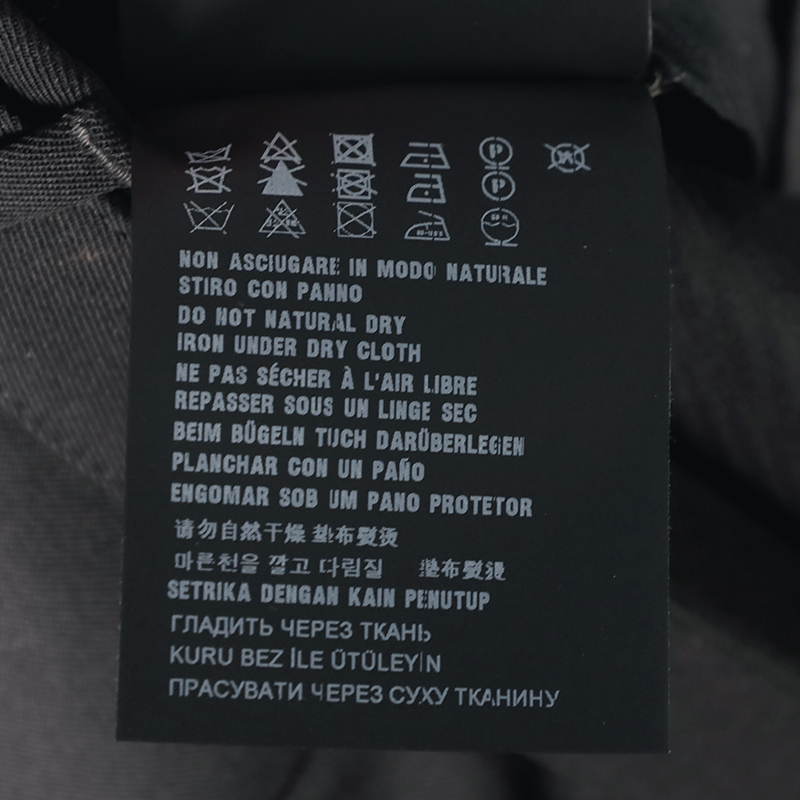 NON ASCIUGARE IN MODO NATURALE
STIRO CON PANNO
DO NOT NATURAL DRY
IRON UNDER DRY CLOTH
NE PAS SÉCHER À L'AIR LIBRE
REPASSER SOUS UN LINGE SEC
BEIM BÜGELN TUCH DARÜBERLEGEN
PLANCHAR CON UN PAÑO
ENGOMAR SOB UM PANO PROTETOR
请勿自然干燥 垫布熨烫
마른천을 깔고 다림질 墊布熨燙
SETRIKA DENGAN KAIN PENUTUP
ГЛАДИТЬ ЧЕРЕЗ ТКАНЬ
KURU BEZ İLE ÜTÜLEYİN
ПРАСУВАТИ ЧЕРЕЗ СУХУ ТКАНИНУ